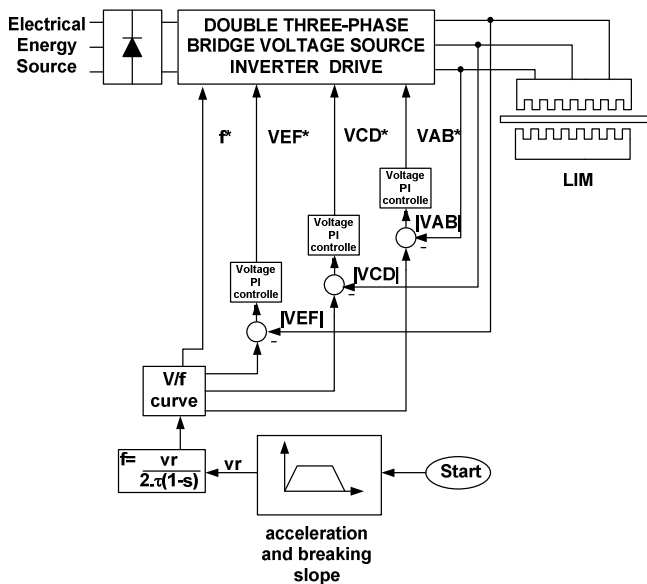 Electrical
Energy
Source
DOUBLE THREE-PHASE
BRIDGE VOLTAGE SOURCE
INVERTER DRIVE
f*
VEF*
VCD*
VAB*
LIM
Voltage
PI
controlle
|VAB|
-
Voltage
PI
controlle
|VCD|
-
Voltage
PI
controlle
|VEF|
-
V/f
curve
f= vr
2.τ(1-s)
vr
Start
acceleration
and breaking
slope